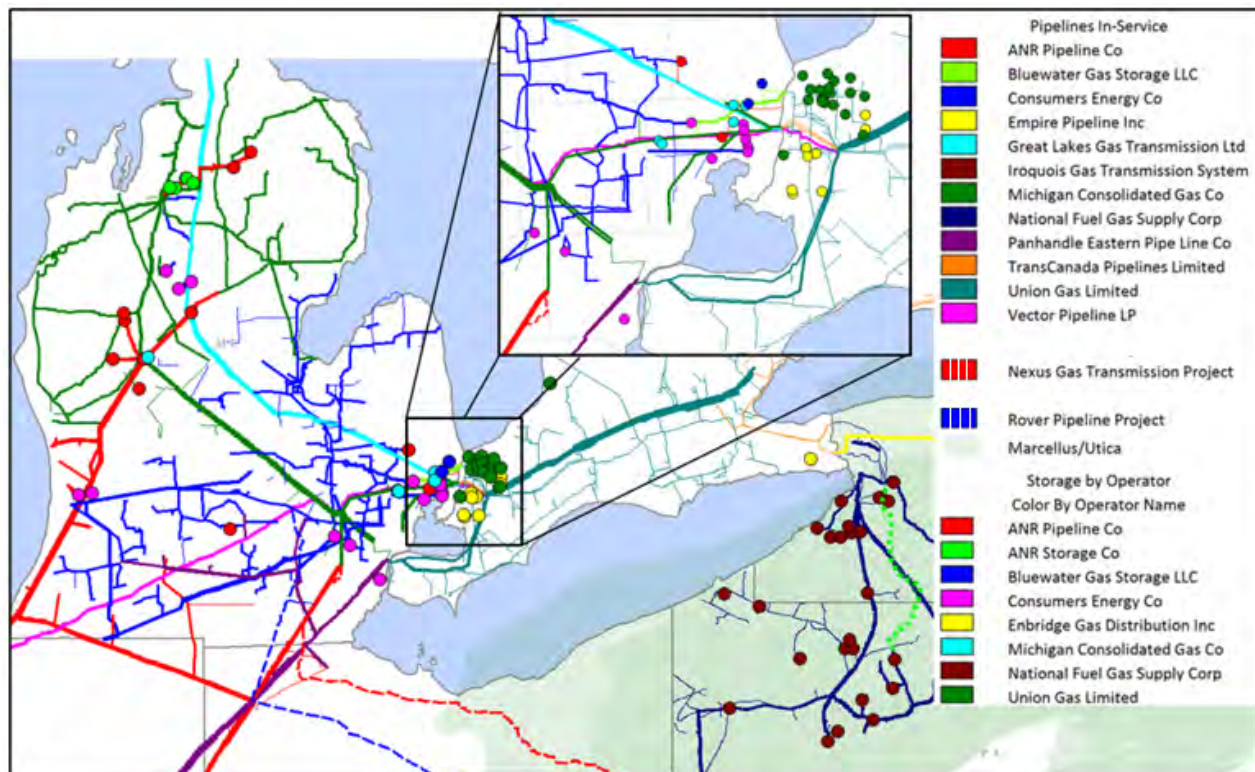 Pipelines In-Service
ANR Pipeline Co
Bluewater Gas Storage LLC
Consumers Energy Co
Empire Pipeline Inc
Great Lakes Gas Transmission Ltd
Iroquois Gas Transmission System
Michigan Consolidated Gas Co
National Fuel Gas Supply Corp
Panhandle Eastern Pipe Line Co
TransCanada Pipelines Limited
Union Gas Limited
Vector Pipeline LP
Nexus Gas Transmission Project
Rover Pipeline Project
Marcellus/Utica
Storage by Operator
Color By Operator Name
ANR Pipeline Co
ANR Storage Co
Bluewater Gas Storage LLC
Consumers Energy Co
Enbridge Gas Distribution Inc
Michigan Consolidated Gas Co
National Fuel Gas Supply Corp
Union Gas Limited